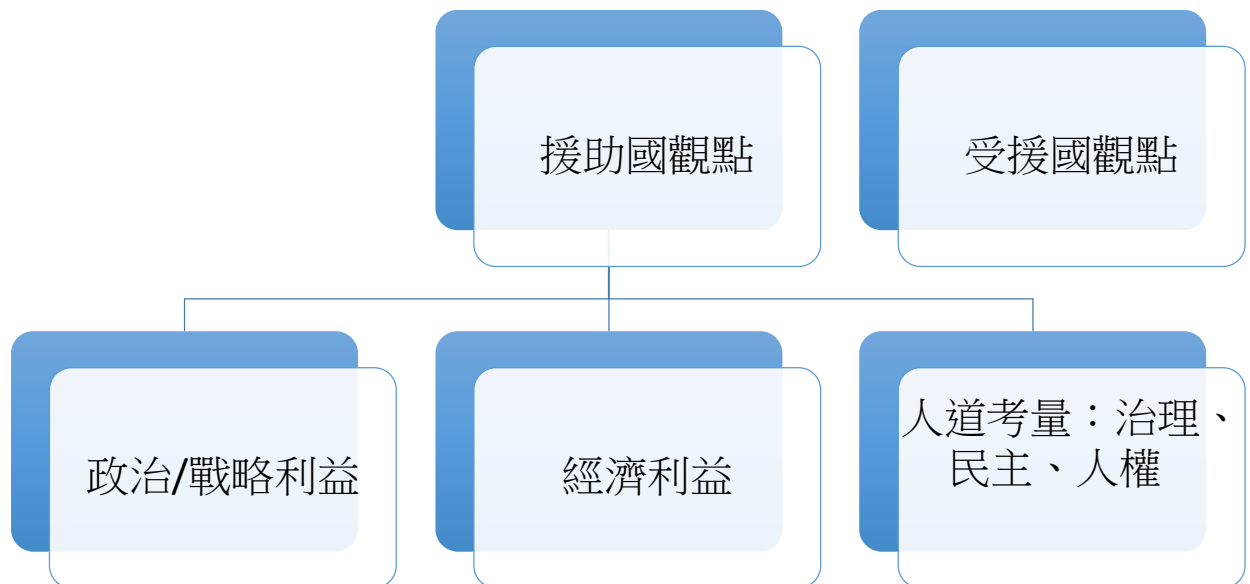 援助國觀點
受援國觀點
政治/戰略利益
經濟利益
人道考量：治理、
民主、人權